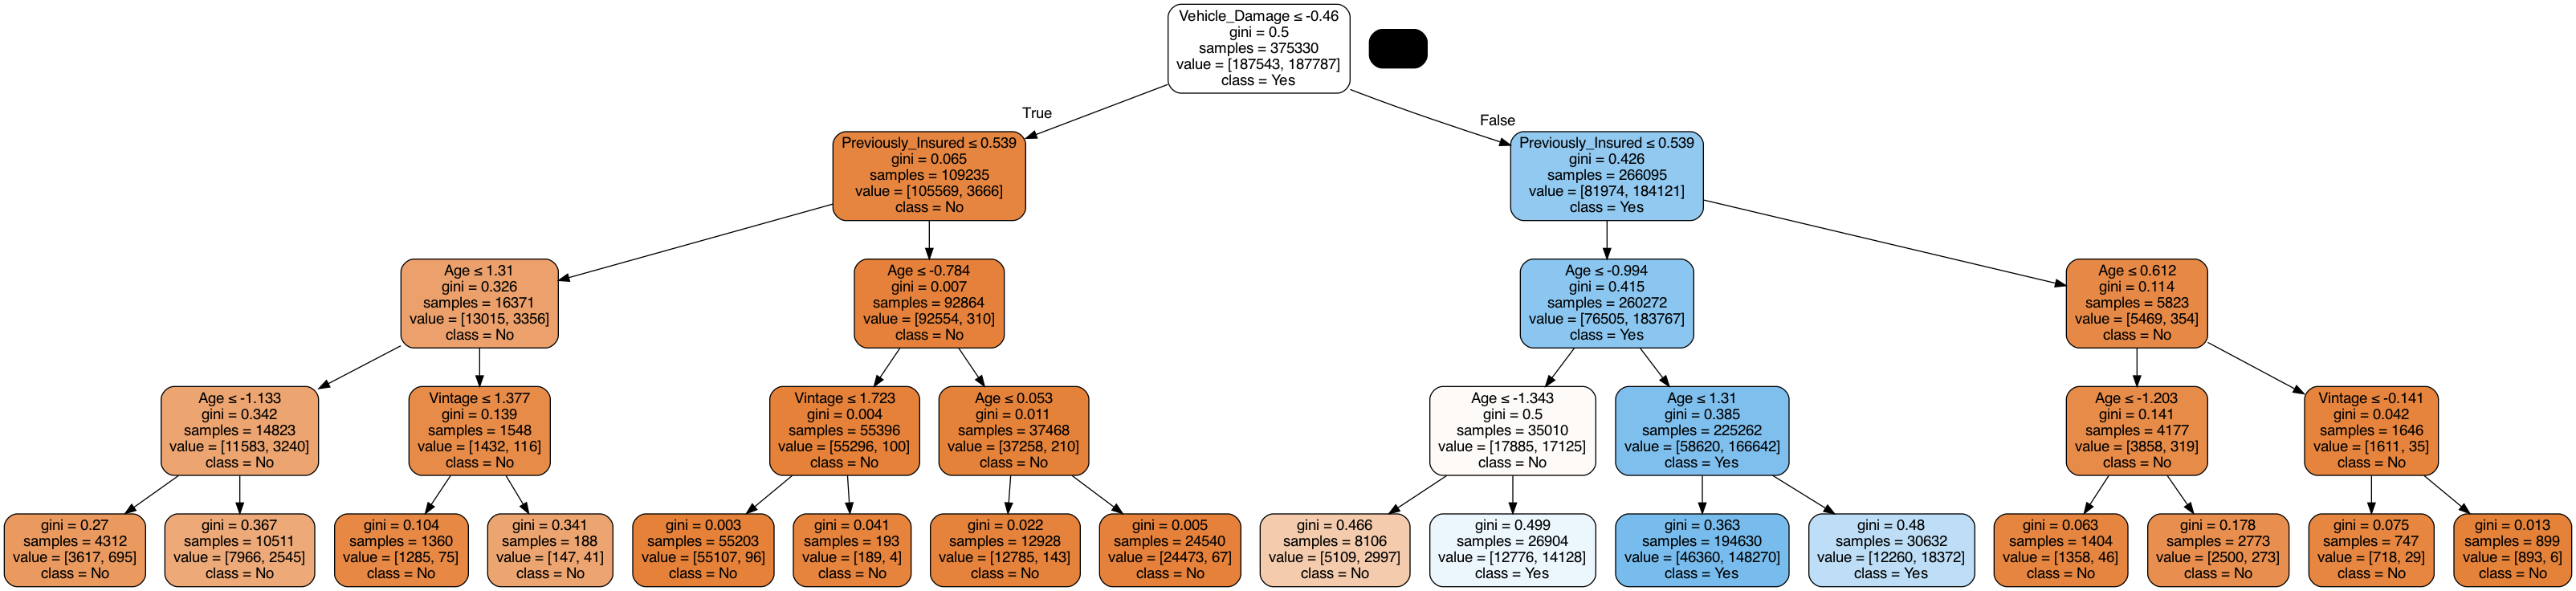 Vehicle_Damage ≤ -0.46
gini = 0.5
samples = 375330
value = [187543, 187787]
class = Yes
True
False
Previously_Insured ≤ 0.539
gini = 0.065
samples = 109235
value = [105569, 3666]
class = No
Previously_Insured ≤ 0.539
gini = 0.426
samples = 266095
value = [81974, 184121]
class = Yes
Age ≤ 1.31
gini = 0.326
samples = 16371
value = [13015, 3356]
class = No
Age ≤ -0.784
gini = 0.007
samples = 92864
value = [92554, 310]
class = No
Age ≤ -0.994
gini = 0.415
samples = 260272
value = [76505, 183767]
class = Yes
Age ≤ 0.612
gini = 0.114
samples = 5823
value = [5469, 354]
class = No
Age ≤ -1.133
gini = 0.342
samples = 14823
value = [11583, 3240]
class = No
Vintage ≤ 1.377
gini = 0.139
samples = 1548
value = [1432, 116]
class = No
Vintage ≤ 1.723
gini = 0.004
samples = 55396
value = [55296, 100]
class = No
Age ≤ 0.053
gini = 0.011
samples = 37468
value = [37258, 210]
class = No
Age ≤ -1.343
gini = 0.5
samples = 35010
value = [17885, 17125]
class = No
Age ≤ 1.31
gini = 0.385
samples = 225262
value = [58620, 166642]
class = Yes
Age ≤ -1.203
gini = 0.141
samples = 4177
value = [3858, 319]
class = No
Vintage ≤ -0.141
gini = 0.042
samples = 1646
value = [1611, 35]
class = No
gini = 0.27
samples = 4312
value = [3617, 695]
class = No
gini = 0.367
samples = 10511
value = [7966, 2545]
class = No
gini = 0.104
samples = 1360
value = [1285, 75]
class = No
gini = 0.341
samples = 188
value = [147, 41]
class = No
gini = 0.003
samples = 55203
value = [55107, 96]
class = No
gini = 0.041
samples = 193
value = [189, 4]
class = No
gini = 0.022
samples = 12928
value = [12785, 143]
class = No
gini = 0.005
samples = 24540
value = [24473, 67]
class = No
gini = 0.466
samples = 8106
value = [5109, 2997]
class = No
gini = 0.499
samples = 26904
value = [12776, 14128]
class = Yes
gini = 0.363
samples = 194630
value = [46360, 148270]
class = Yes
gini = 0.48
samples = 30632
value = [12260, 18372]
class = Yes
gini = 0.063
samples = 1404
value = [1358, 46]
class = No
gini = 0.178
samples = 2773
value = [2500, 273]
class = No
gini = 0.075
samples = 747
value = [718, 29]
class = No
gini = 0.013
samples = 899
value = [893, 6]
class = No